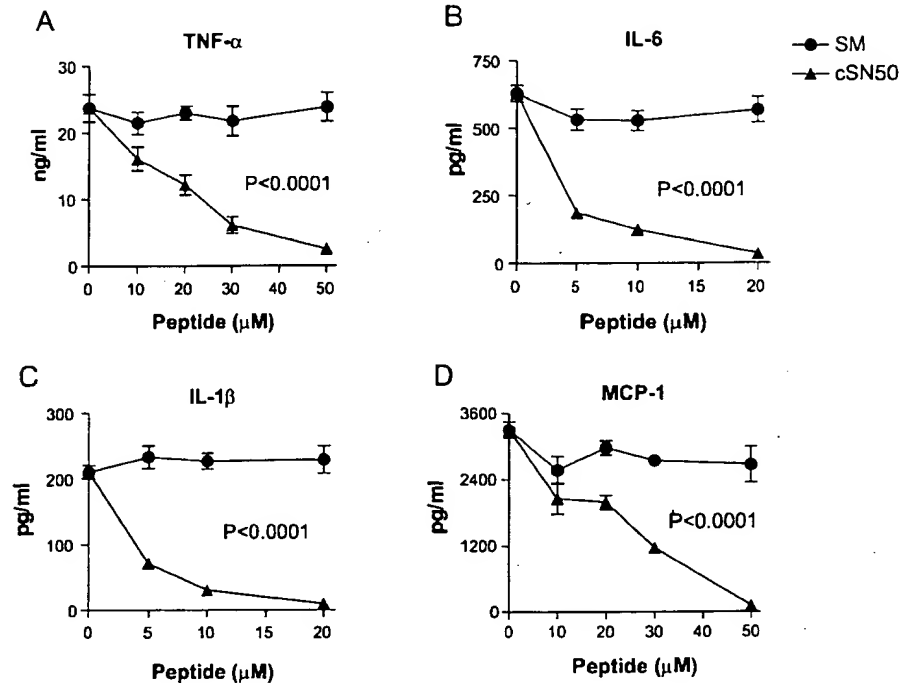 A
TNF-α
30
20
10
0
ng/ml
P<0.0001
0 10 20 30 40 50
Peptide (μM)
B
IL-6
750
500
250
0
pg/ml
P<0.0001
0 5 10 15 20
Peptide (μM)
SM
cSN50
C
IL-1β
300
200
100
0
pg/ml
P<0.0001
0 5 10 15 20
Peptide (μM)
D
MCP-1
3600
2400
1200
0
pg/ml
P<0.0001
0 10 20 30 40 50
Peptide (μM)